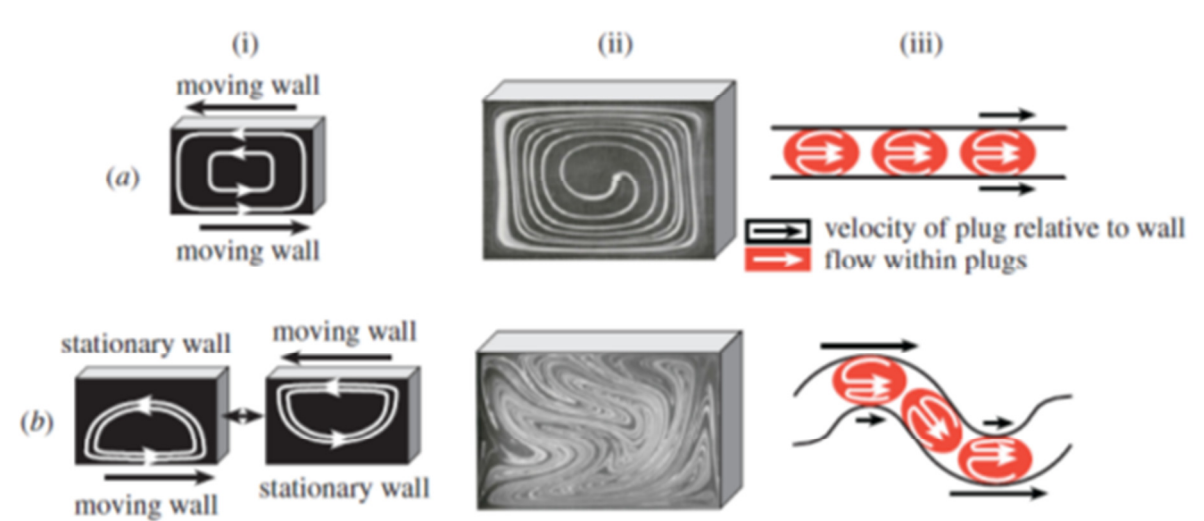 (i)
(ii)
(iii)
moving wall
(a)
moving wall
velocity of plug relative to wall
flow within plugs
stationary wall
moving wall
(b)
moving wall
stationary wall